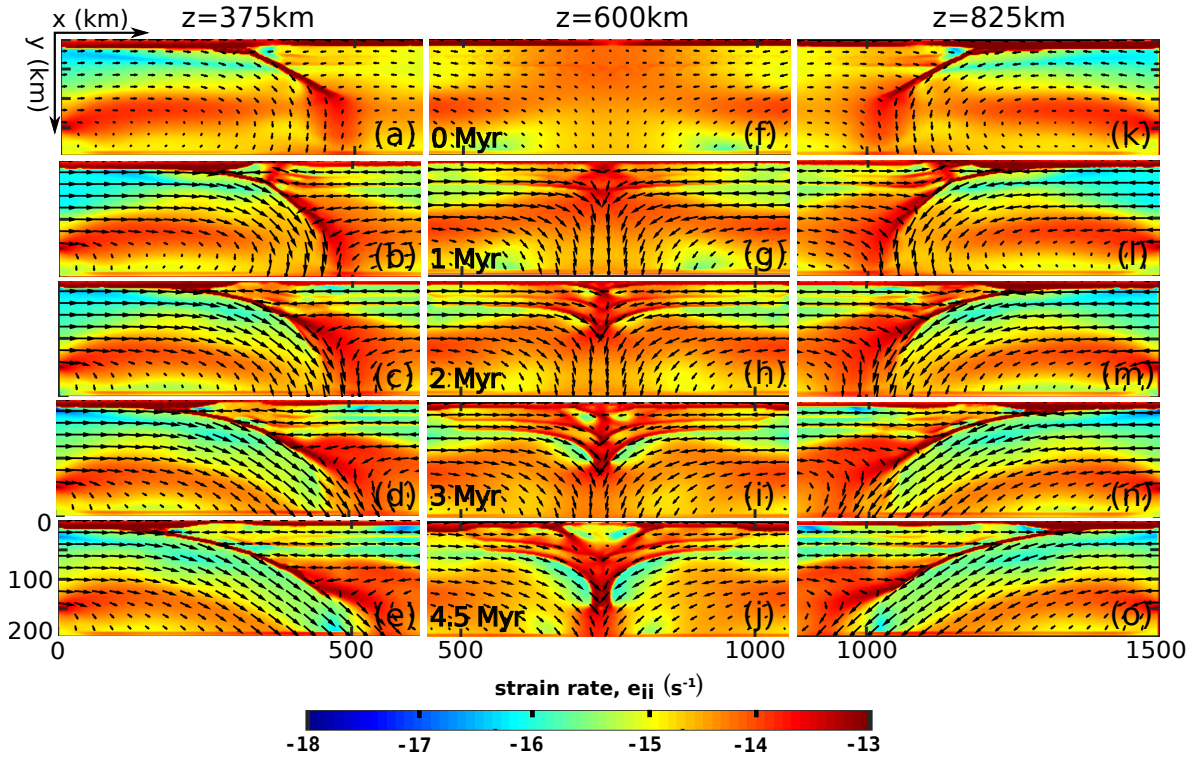 z=375km z=600km z=825km
x (km)
y (km)
(a) 0 Myr (f) (k)
(b) 1 Myr (g) (l)
(c) 2 Myr (h) (m)
(d) 3 Myr (i) (n)
0
100
200
(e) 4.5 Myr (j) (o)
0 500 500 1000 1000 1500
strain rate, eii (s-1)
-18 -17 -16 -15 -14 -13